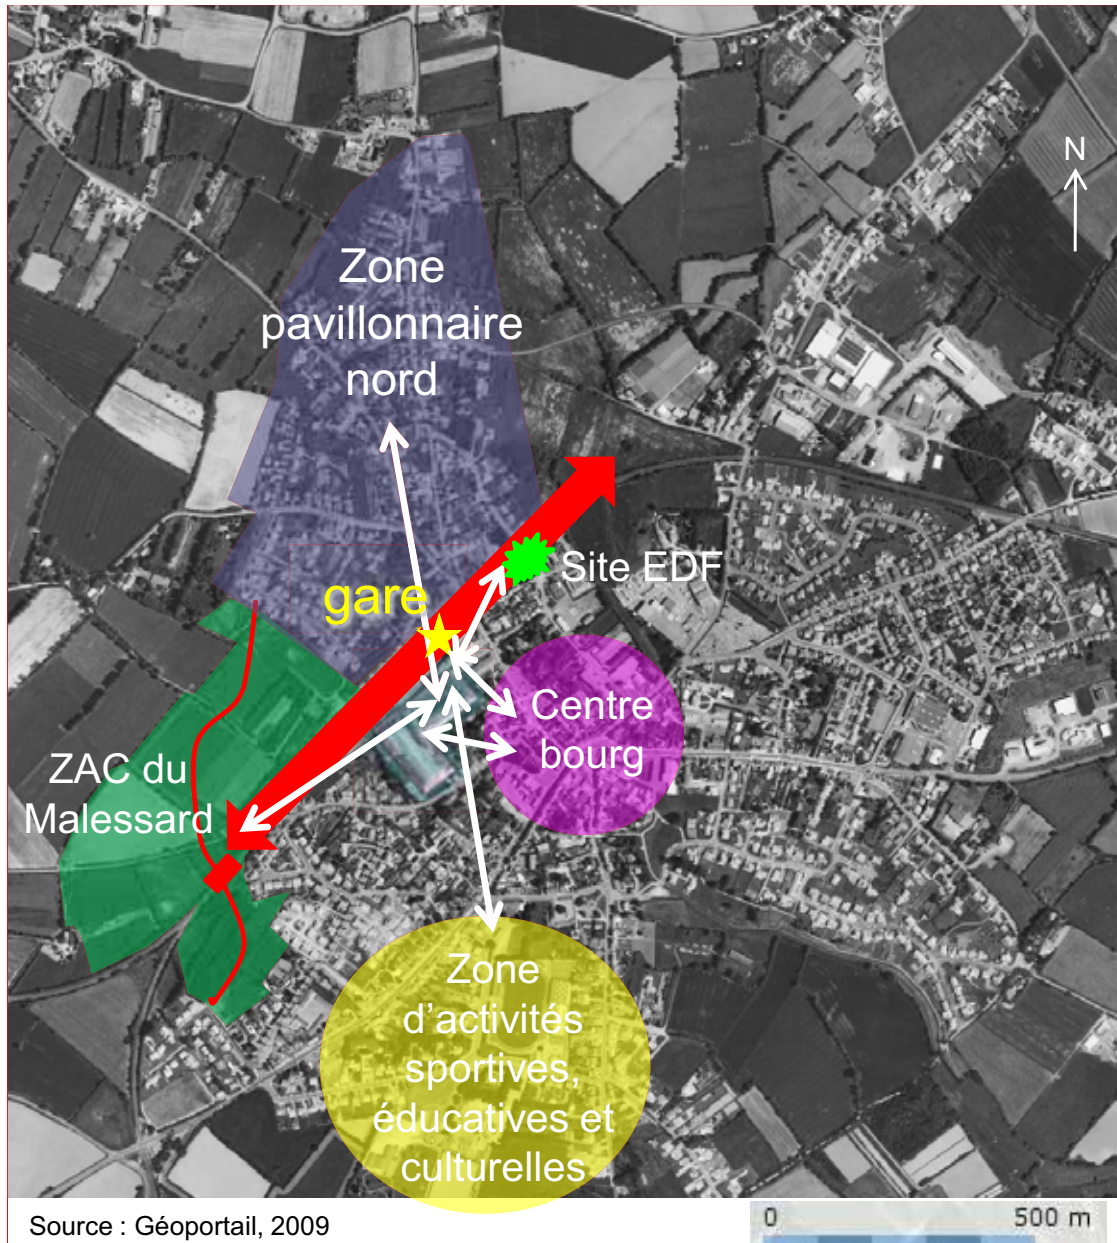 N
Zone
pavillonnaire
nord
Site EDF
gare
Centre
bourg
ZAC du
Malessard
Zone
d’activités
sportives,
éducatives et
culturelles
Source : Géoportail, 2009
0 500 m